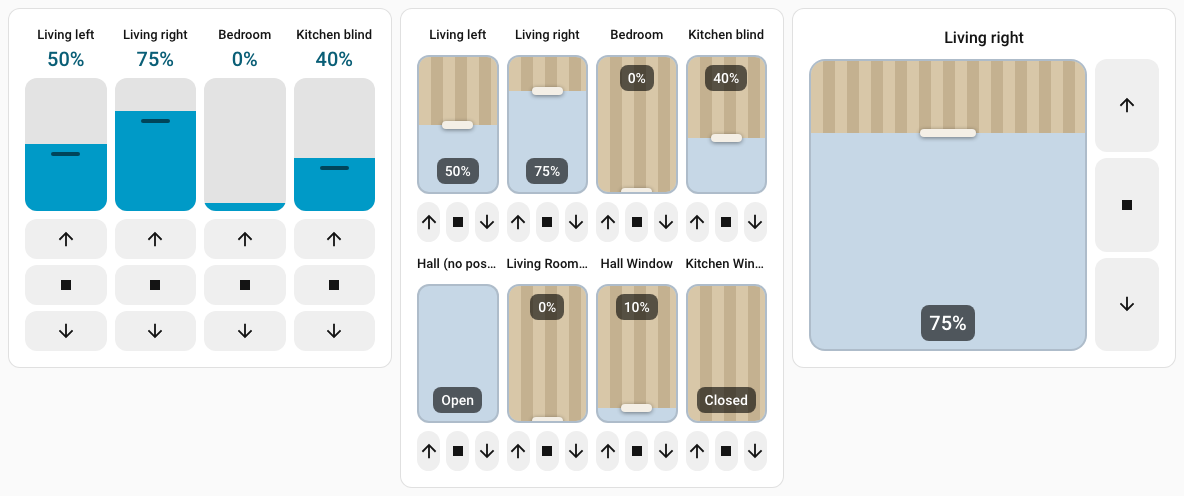 Living left Living right Bedroom Kitchen blind
50% 75% 0% 40%
Living left Living right Bedroom Kitchen blind
0% 40%
50% 75%
Hall (no pos... Living Room... Hall Window Kitchen Win...
0% 10%
Open Closed
Living right
75%